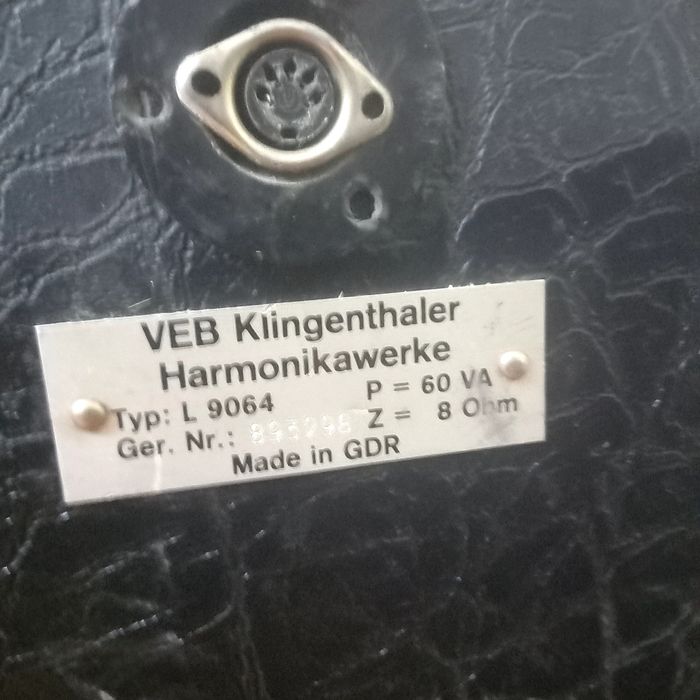 VEB Klingenthaler
Harmonikawerke
Typ: L 9064 P = 60 VA
Ger. Nr.: Z = 8 Ohm
Made in GDR